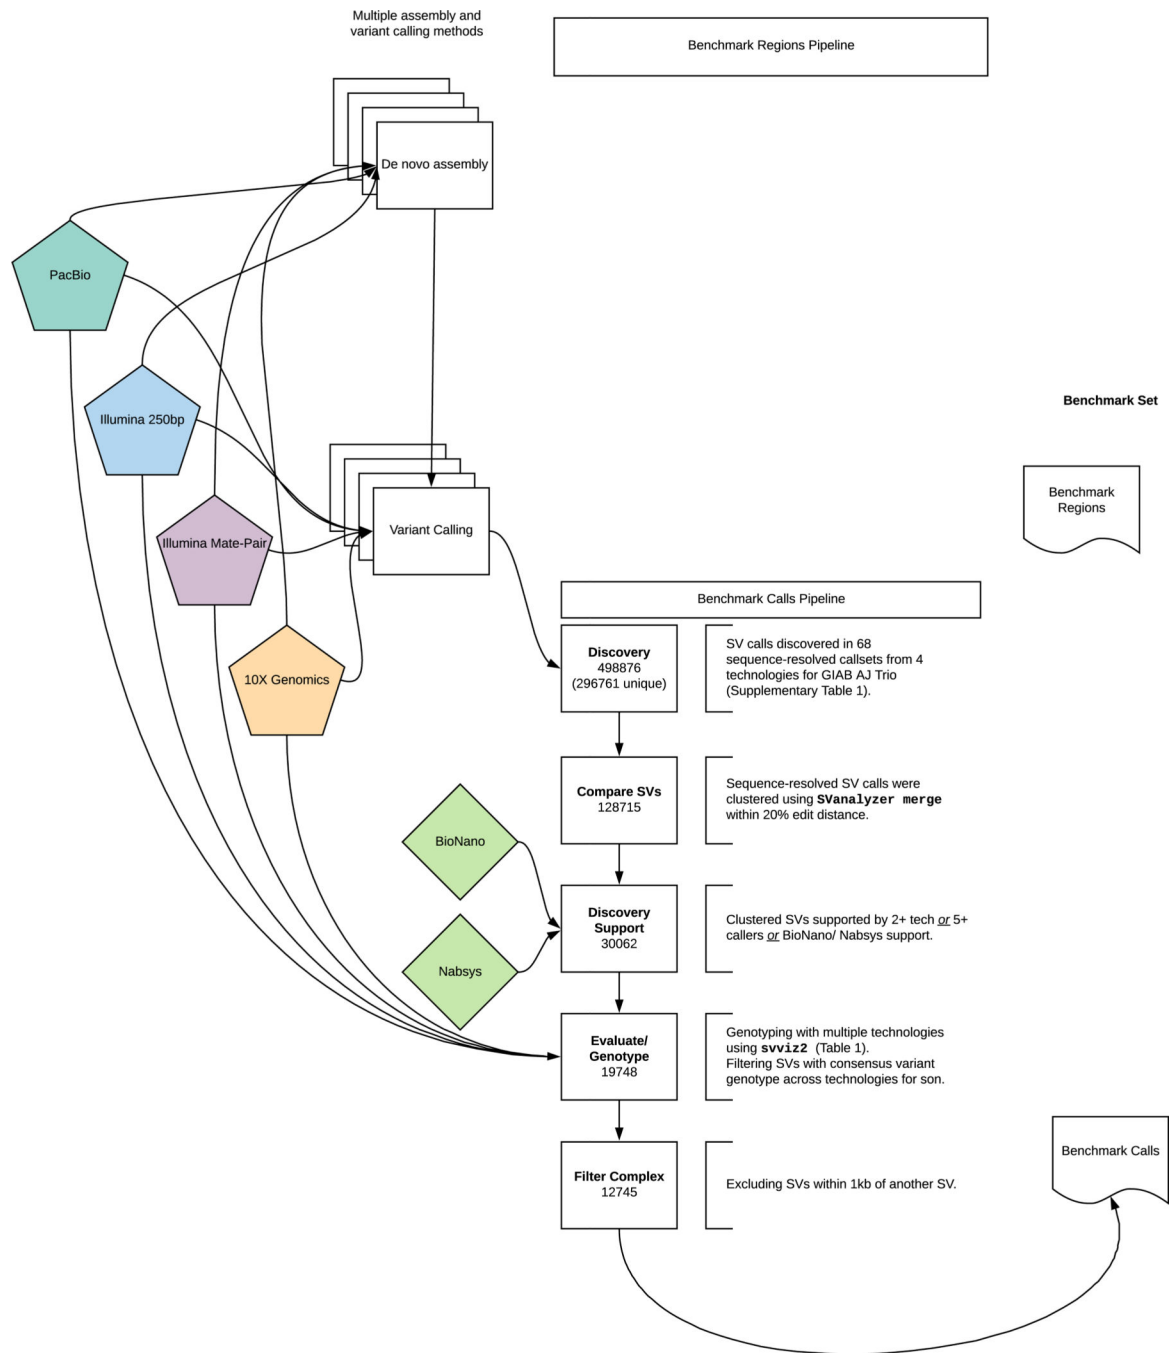 Multiple assembly and
variant calling methods
Benchmark Regions Pipeline
De novo assembly
PacBio
Illumina 250bp
Benchmark Set
Benchmark
Regions
Variant Calling
Illumina Mate-Pair
Benchmark Calls Pipeline
10X Genomics
Discovery
498876
(296761 unique)
SV calls discovered in 68
sequence-resolved callsets from 4
technologies for GIAB AJ Trio
(Supplementary Table 1).
Compare SVs
128715
Sequence-resolved SV calls were
clustered using SVanalyzer merge
within 20% edit distance.
BioNano
Discovery
Support
30062
Clustered SVs supported by 2+ tech or 5+
callers or BioNano/ Nabsys support.
Nabsys
Evaluate/
Genotype
19748
Genotyping with multiple technologies
using svviz2 (Table 1).
Filtering SVs with consensus variant
genotype across technologies for son.
Filter Complex
12745
Excluding SVs within 1kb of another SV.
Benchmark Calls